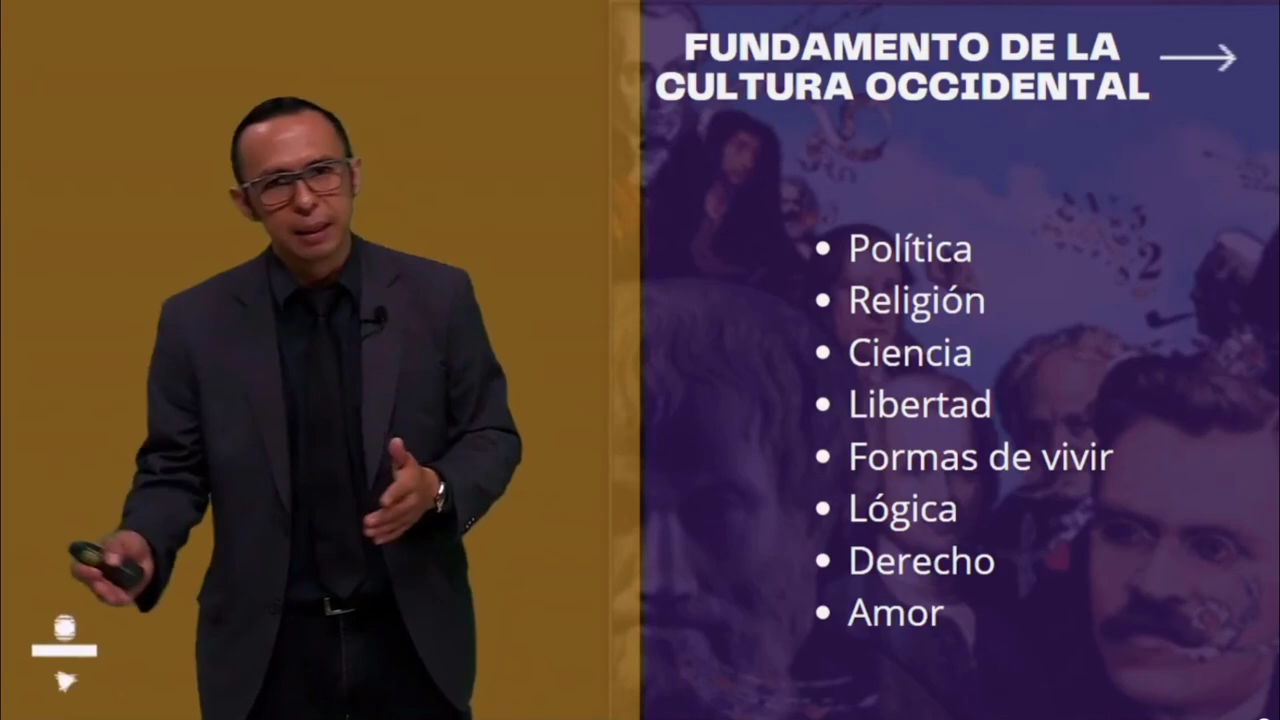 FUNDAMENTO DE LA
CULTURA OCCIDENTAL
• Política
• Religión
• Ciencia
• Libertad
• Formas de vivir
• Lógica
• Derecho
• Amor